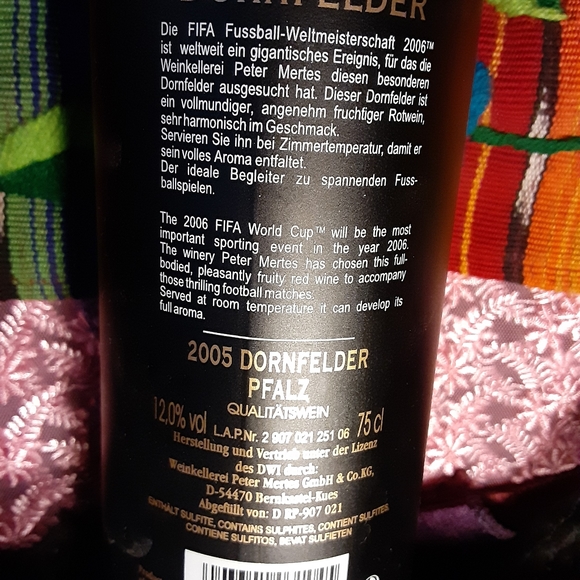 DORNFELDER
Die FIFA Fussball-Weltmeisterschaft 2006™
ist weltweit ein gigantisches Ereignis, für das die
Weinkellerei Peter Mertes diesen besonderen
Dornfelder ausgesucht hat. Dieser Dornfelder ist
ein vollmundiger, angenehm fruchtiger Rotwein,
sehr harmonisch im Geschmack.
Servieren Sie ihn bei Zimmertemperatur, damit er
sein volles Aroma entfaltet.
Der ideale Begleiter zu spannenden Fuss-
ballspielen.
The 2006 FIFA World Cup™ will be the most
important sporting event in the year 2006.
The winery Peter Mertes has chosen this full-
bodied, pleasantly fruity red wine to accompany
those thrilling football matches.
Served at room temperature it can develop its
full aroma.
2005 DORNFELDER
PFALZ
QUALITÄTSWEIN
12,0% vol L.A.P.Nr. 2 907 021 251 06 75 cl
Herstellung und Vertrieb unter der Lizenz
des DWI durch:
Weinkellerei Peter Mertes GmbH & Co.KG,
D-54470 Bernkastel-Kues
Abgefüllt von: D RP-907 021
ENTHÄLT SULFITE, CONTAINS SULPHITES, CONTIENT SULFITES,
CONTIENE SULFITOS, BEVAT SULFIETEN